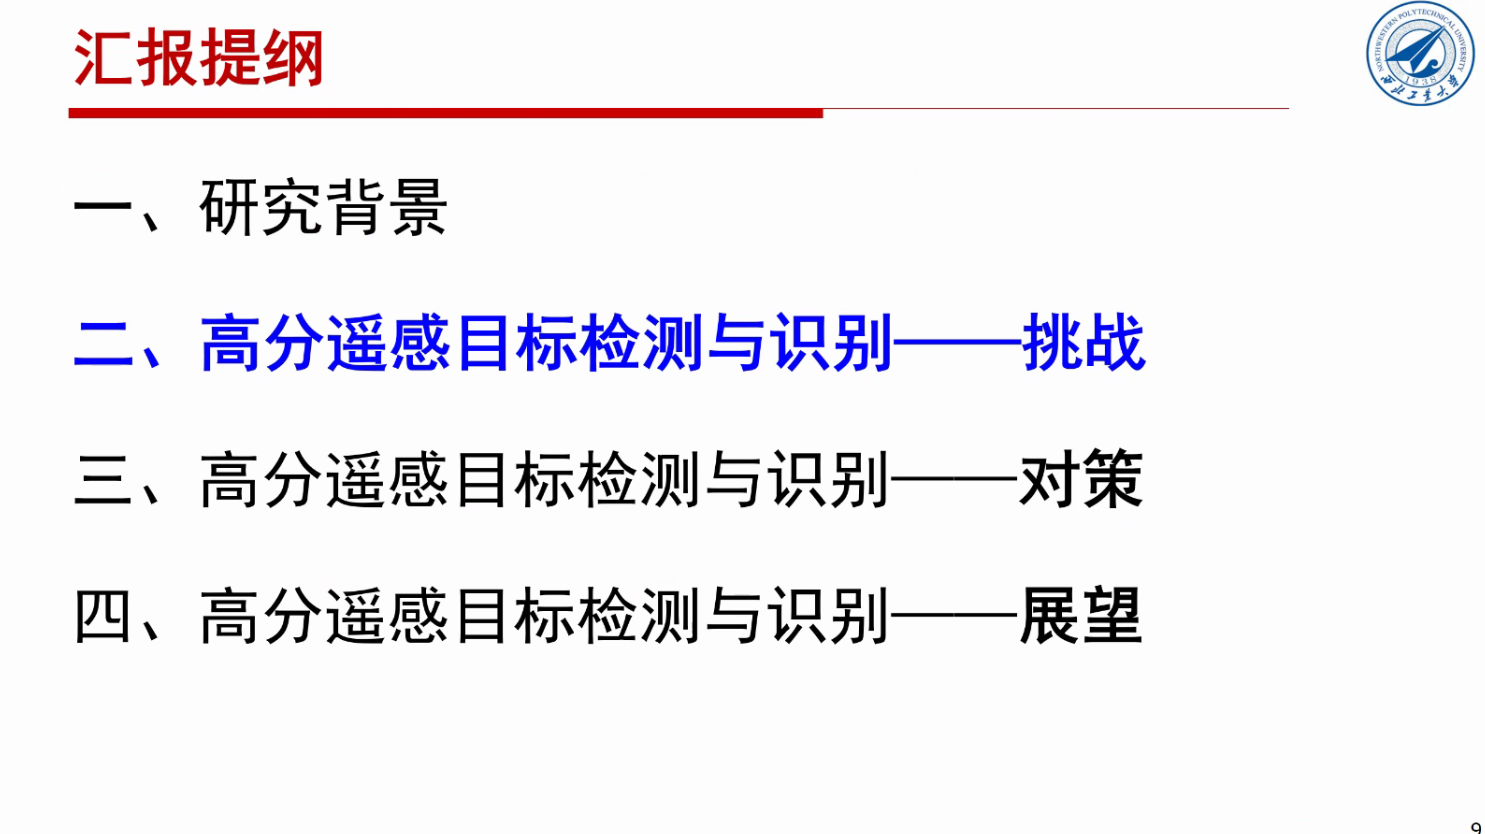 汇报提纲
NORTHWESTERN POLYTECHNICAL UNIVERSITY
1938
西北工业大学
一、研究背景
二、高分遥感目标检测与识别——挑战
三、高分遥感目标检测与识别——对策
四、高分遥感目标检测与识别——展望
9